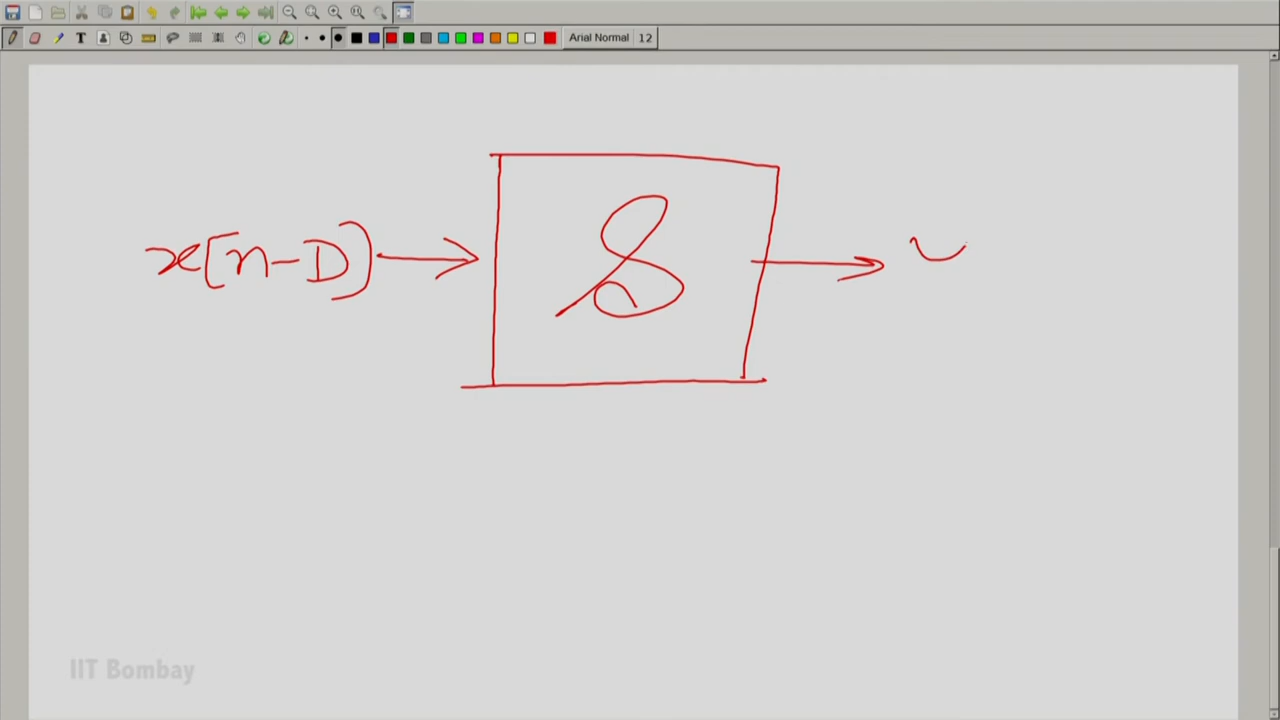 Arial Normal 12
x[n-D] → S →
IIT Bombay